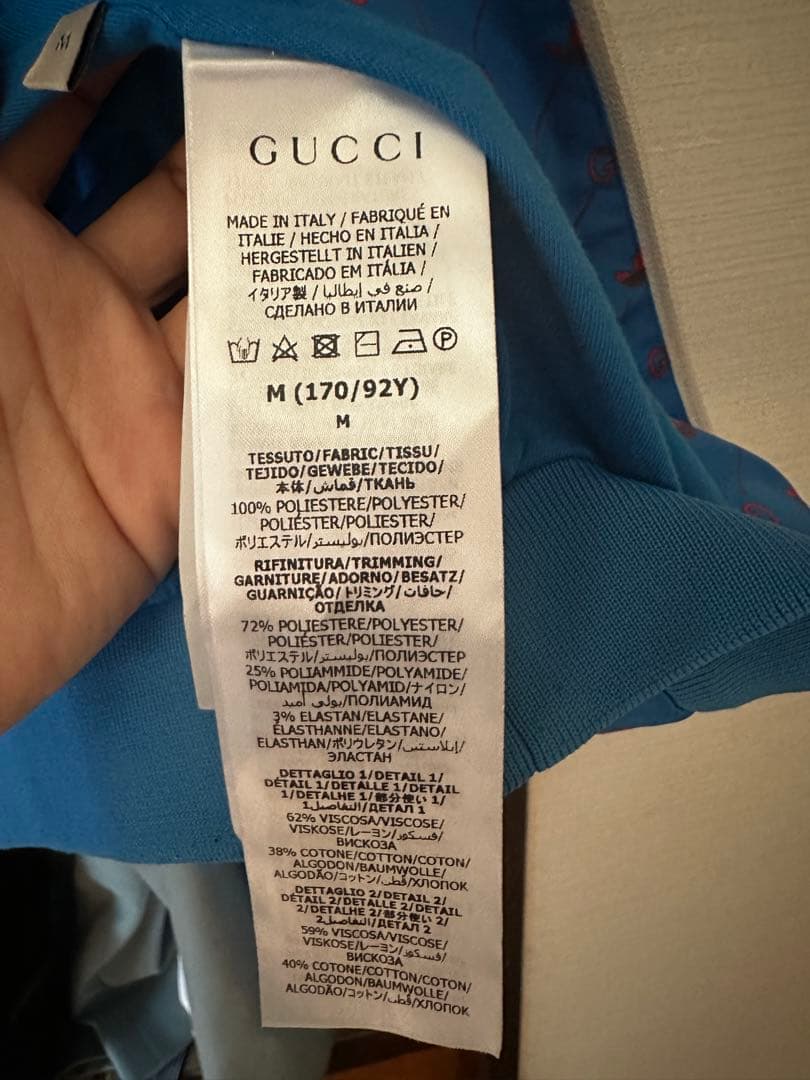 M
GUCCI
MADE IN ITALY / FABRIQUÉ EN
ITALIE / HECHO EN ITALIA /
HERGESTELLT IN ITALIEN /
FABRICADO EM ITÁLIA /
イタリア製 / صنع في إيطاليا /
СДЕЛАНО В ИТАЛИИ
P
M (170/92Y)
M
TESSUTO/FABRIC/TISSU/
TEJIDO/GEWEBE/TECIDO/
本体/قماش/ТКАНЬ
100% POLIESTERE/POLYESTER/
POLIÉSTER/POLIESTER/
ポリエステル/بوليستر/ПОЛИЭСТЕР
RIFINITURA/TRIMMING/
GARNITURE/ADORNO/BESATZ/
GUARNIÇÃO/トリミング/حافات/
ОТДЕЛКА
72% POLIESTERE/POLYESTER/
POLIÉSTER/POLIESTER/
ポリエステル/بوليستر/ПОЛИЭСТЕР
25% POLIAMMIDE/POLYAMIDE/
POLIAMIDA/POLYAMID/ナイロン/
بولي أميد/ПОЛИАМИД
3% ELASTAN/ELASTANE/
ÉLASTHANNE/ELASTANO/
ELASTHAN/ポリウレタン/إيلاستين/
ЭЛАСТАН
DETTAGLIO 1/DETAIL 1/
DÉTAIL 1/DETALLE 1/DETAIL
1/DETALHE 1/部分使い 1/
التفاصيل1/ДЕТАЛ 1
62% VISCOSA/VISCOSE/
VISKOSE/レーヨン/فسكوز/
ВИСКОЗА
38% COTONE/COTTON/COTON/
ALGODON/BAUMWOLLE/
ALGODÃO/コットン/قطن/ХЛОПОК
DETTAGLIO 2/DETAIL 2/
DÉTAIL 2/DETALLE 2/DETAIL
2/DETALHE 2/部分使い 2/
التفاصيل2/ДЕТАЛ 2
59% VISCOSA/VISCOSE/
VISKOSE/レーヨン/فسكوز/
ВИСКОЗА
40% COTONE/COTTON/COTON/
ALGODON/BAUMWOLLE/
ALGODÃO/コットン/قطن/ХЛОПОК